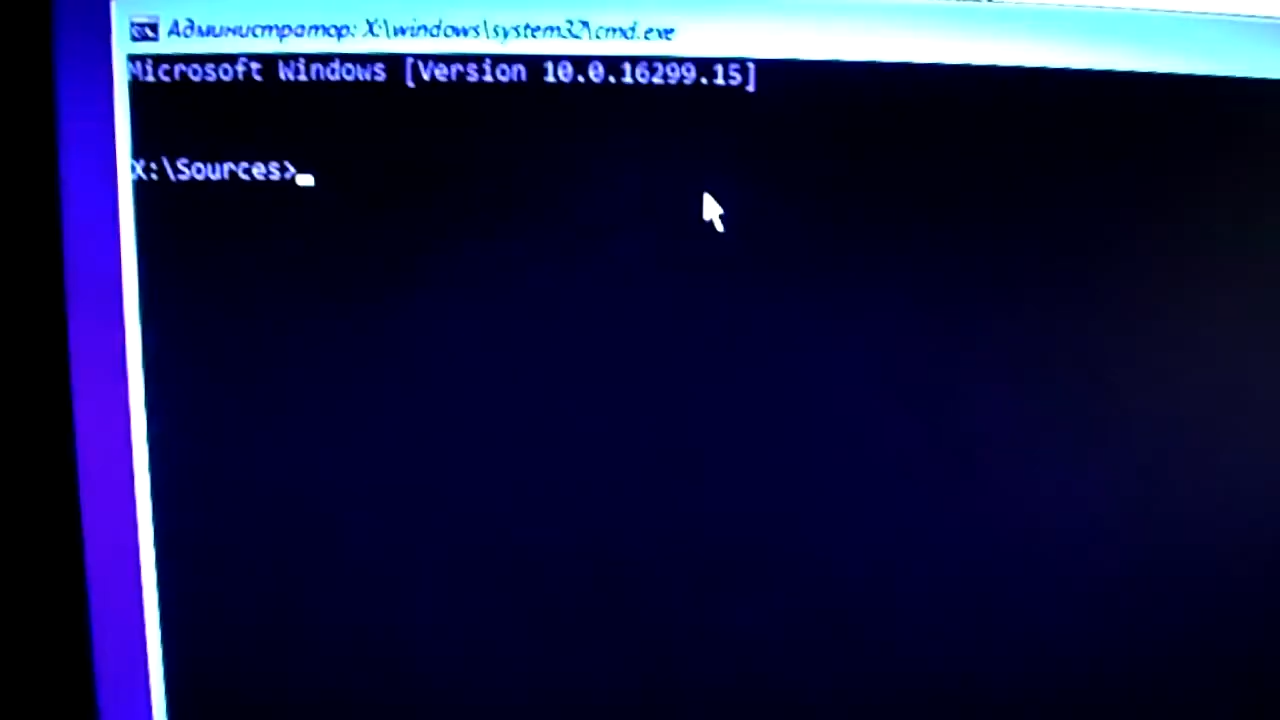 Администратор: X:\windows\system32\cmd.exe
Microsoft Windows [Version 10.0.16299.15]
X:\Sources>